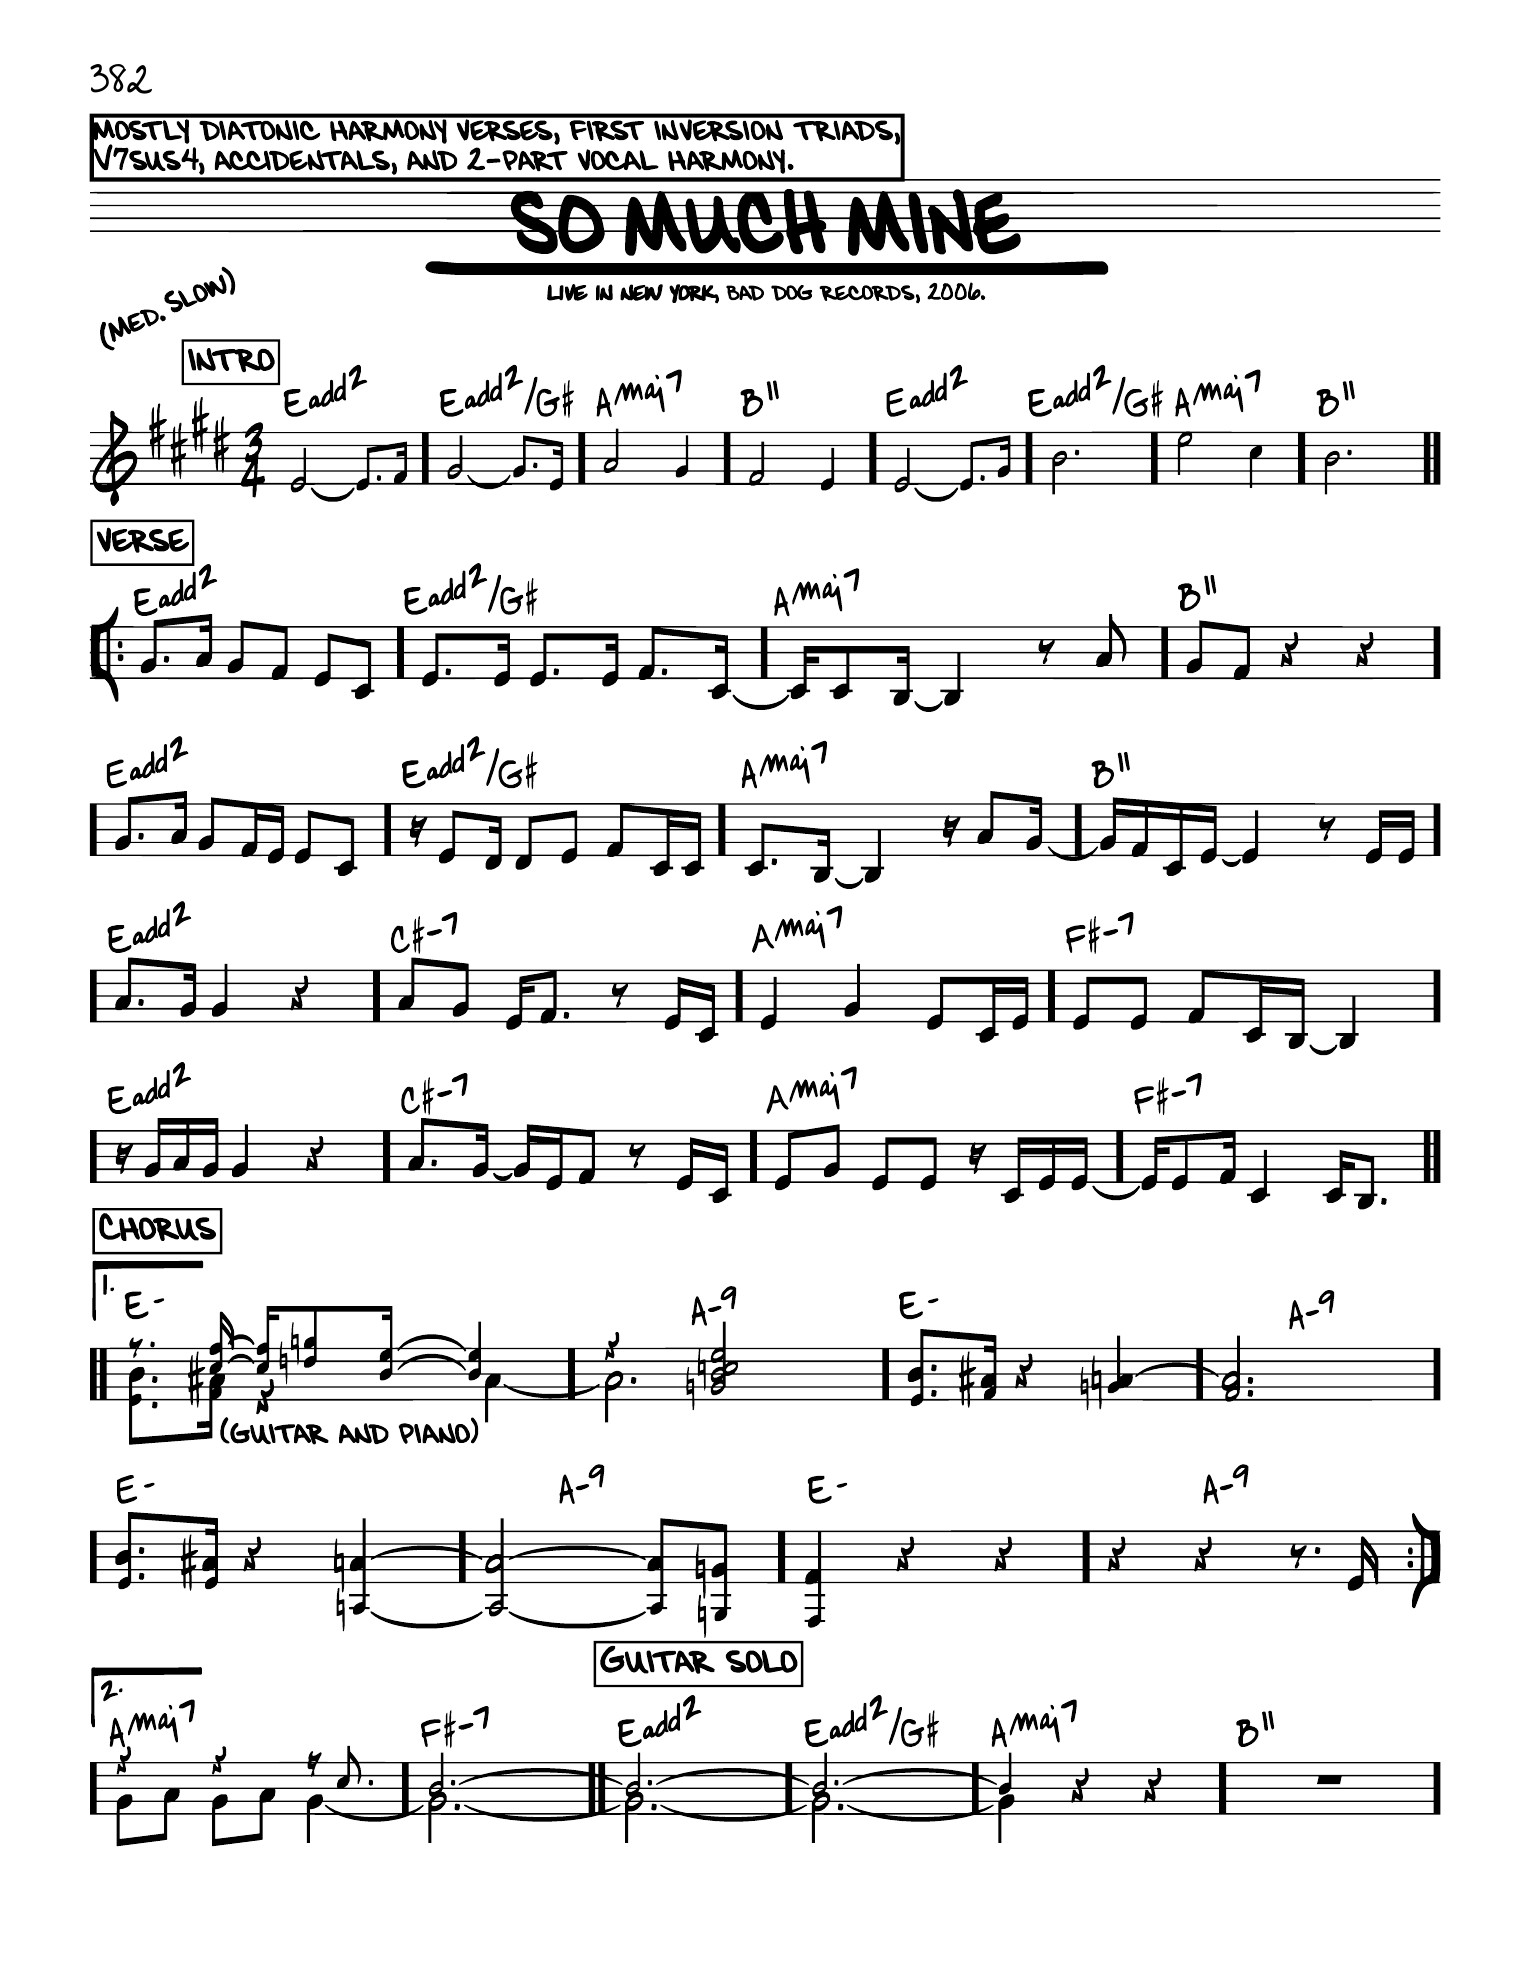 382
MOSTLY DIATONIC HARMONY VERSES, FIRST INVERSION TRIADS,
V7SUS4, ACCIDENTALS, AND 2-PART VOCAL HARMONY.
SO MUCH MINE
LIVE IN NEW YORK, BAD DOG RECORDS, 2006.
(MED. SLOW)
INTRO
Eadd2 Eadd2/G# Amaj7 B11 Eadd2 Eadd2/G# Amaj7 B11
3
4
VERSE
Eadd2 Eadd2/G# Amaj7 B11
Eadd2 Eadd2/G# Amaj7 B11
Eadd2 C#-7 Amaj7 F#-7
Eadd2 C#-7 Amaj7 F#-7
CHORUS
1.
E- A-9 E- A-9
(GUITAR AND PIANO)
E- A-9 E- A-9
GUITAR SOLO
2.
Amaj7 F#-7 Eadd2 Eadd2/G# Amaj7 B11